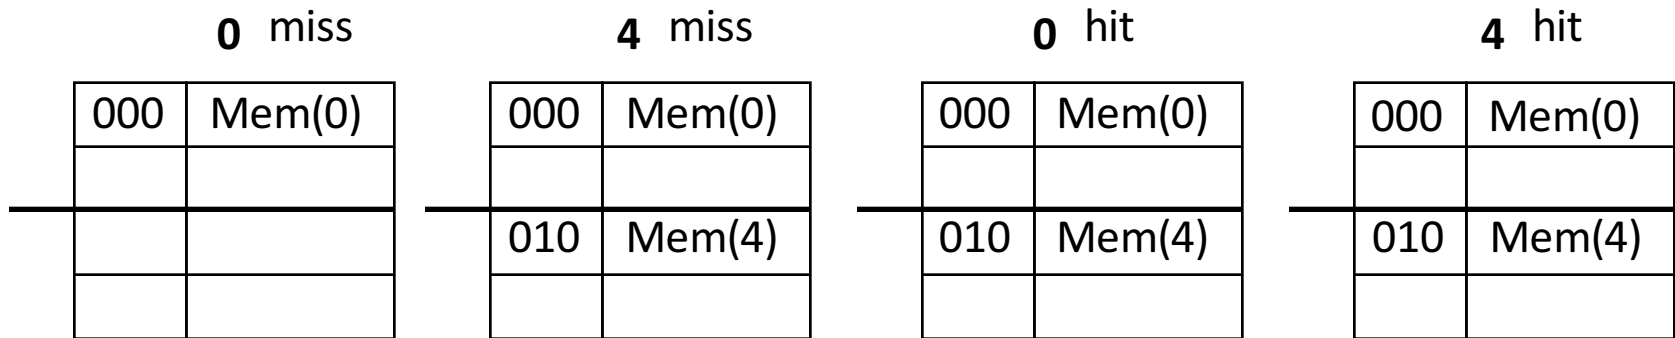 0 miss 4 miss 0 hit 4 hit
000 Mem(0) 000 Mem(0) 000 Mem(0) 000 Mem(0)
010 Mem(4) 010 Mem(4) 010 Mem(4)